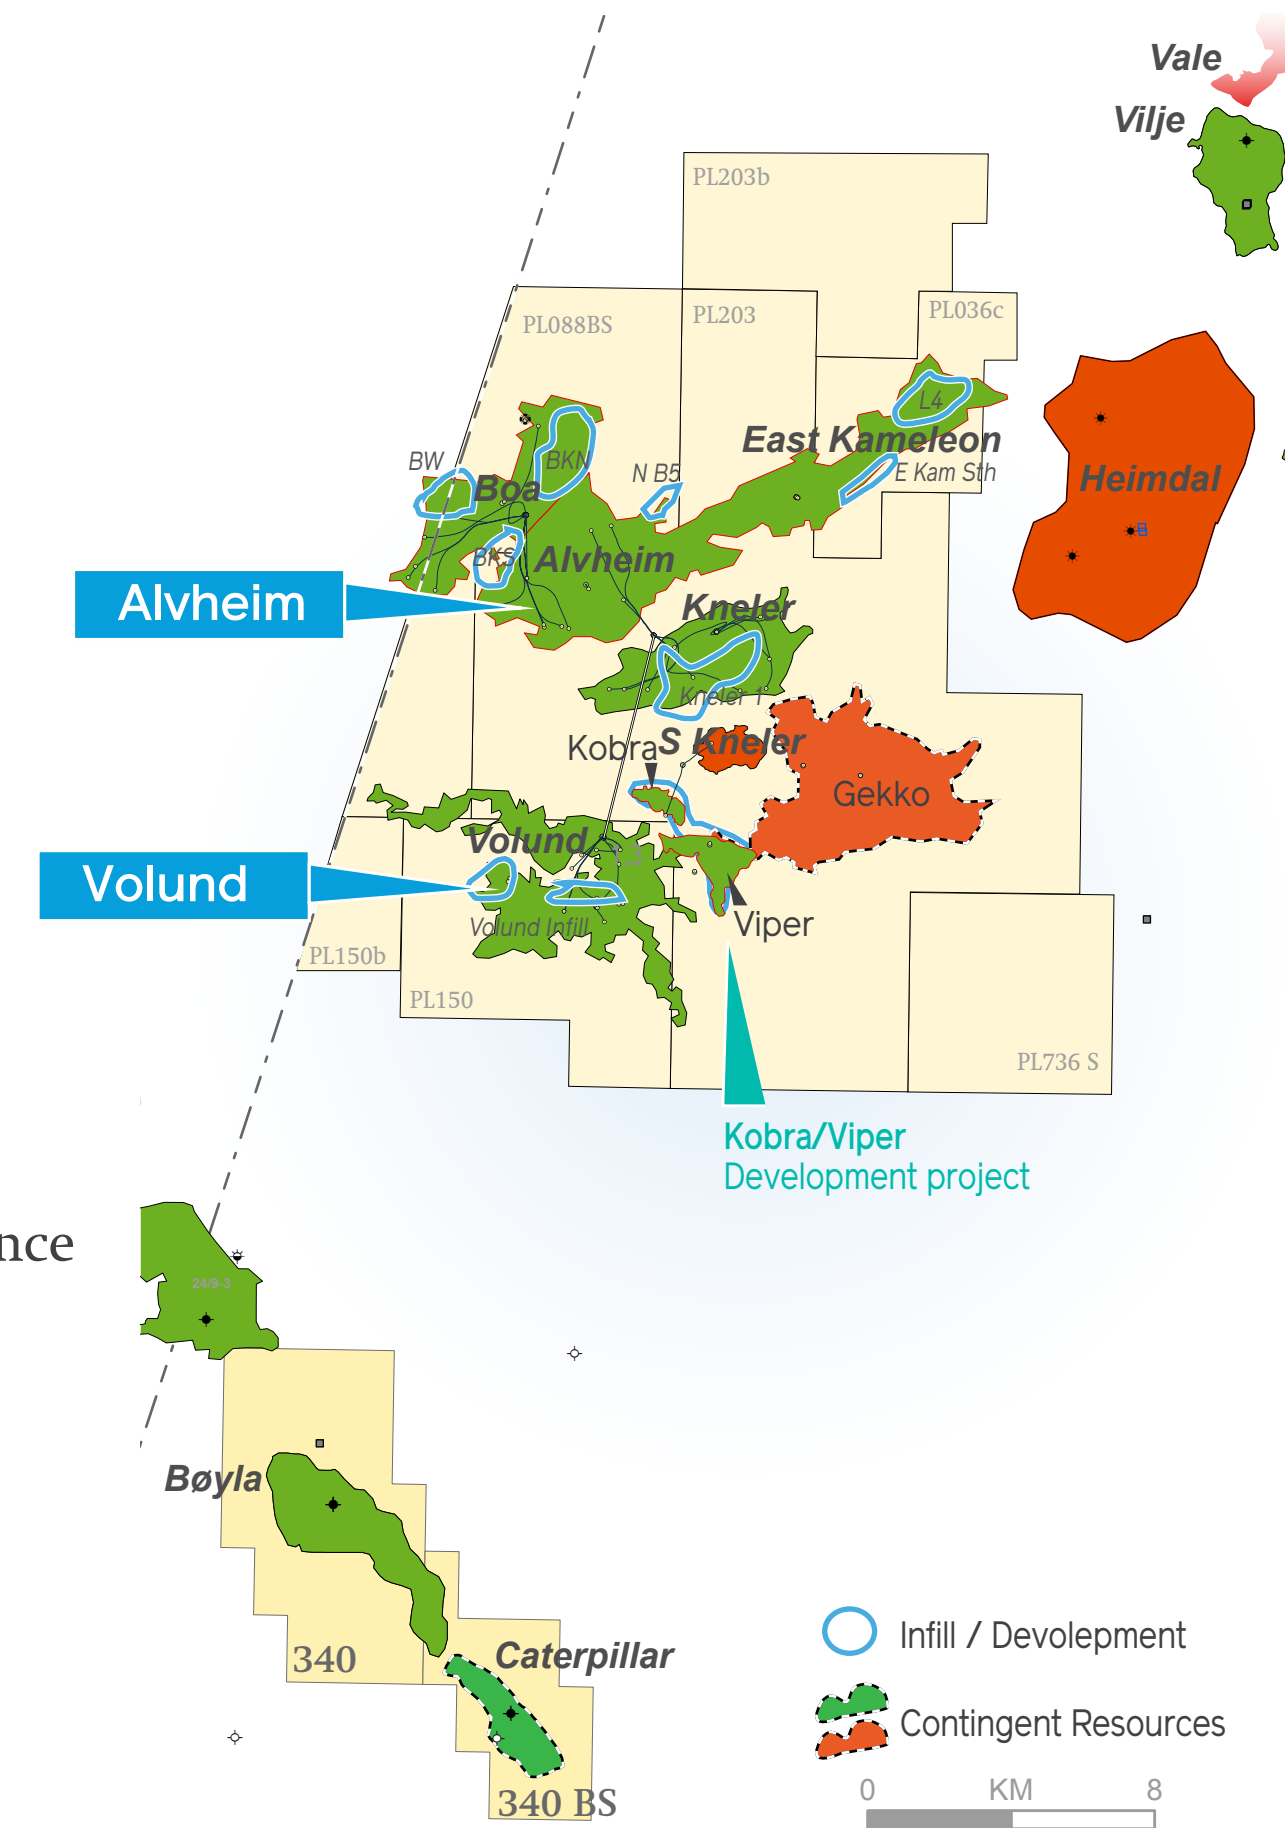 Vale
Vilje
PL203b
PL088BS
PL203
PL036c
L4
East Kameleon
BW
BKN
N B5
E Kam Sth
Boa
Heimdal
BKS
Alvheim
Alvheim
Kneler
Kneler 1
Kobra
S Kneler
Gekko
Volund
Volund
Viper
Volund Infill
PL150b
PL150
PL736 S
Kobra/Viper
Development project
nce
24/9-3
Bøyla
340
Caterpillar
340 BS
Infill / Devolepment
Contingent Resources
0 KM 8